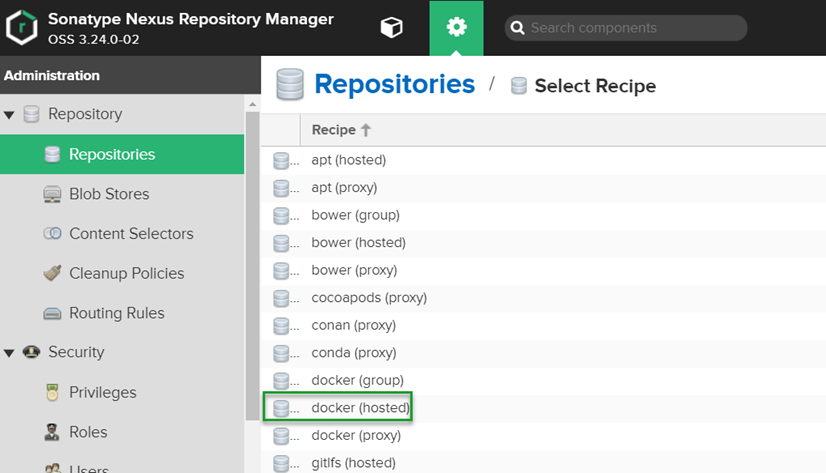 Sonatype Nexus Repository Manager
OSS 3.24.0-02
Search components
Administration
Repository
Repositories
Blob Stores
Content Selectors
Cleanup Policies
Routing Rules
Security
Privileges
Roles
Users
Repositories / Select Recipe
Recipe
... apt (hosted)
... apt (proxy)
... bower (group)
... bower (hosted)
... bower (proxy)
... cocoapods (proxy)
... conan (proxy)
... conda (proxy)
... docker (group)
... docker (hosted)
... docker (proxy)
... gitlfs (hosted)